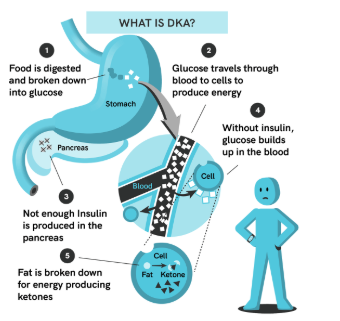 WHAT IS DKA?
1
Food is digested
and broken down
into glucose
Stomach
2
Glucose travels through
blood to cells to
produce energy
Pancreas
3
Not enough Insulin
is produced in the
pancreas
Blood
Cell
4
Without insulin,
glucose builds
up in the blood
5
Fat is broken down
for energy producing
ketones
Cell
Fat Ketone